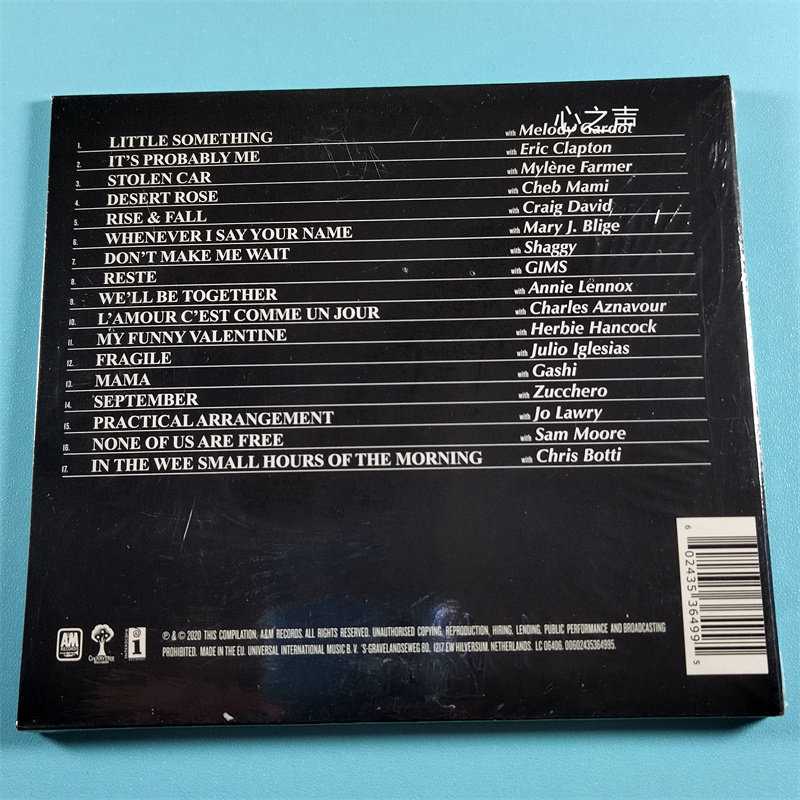 心之声
1. LITTLE SOMETHING with Melody Gardot
2. IT'S PROBABLY ME with Eric Clapton
3. STOLEN CAR with Mylène Farmer
4. DESERT ROSE with Cheb Mami
5. RISE & FALL with Craig David
6. WHENEVER I SAY YOUR NAME with Mary J. Blige
7. DON'T MAKE ME WAIT with Shaggy
8. RESTE with GIMS
9. WE'LL BE TOGETHER with Annie Lennox
10. L'AMOUR C'EST COMME UN JOUR with Charles Aznavour
11. MY FUNNY VALENTINE with Herbie Hancock
12. FRAGILE with Julio Iglesias
13. MAMA with Gashi
14. SEPTEMBER with Zucchero
15. PRACTICAL ARRANGEMENT with Jo Lawry
16. NONE OF US ARE FREE with Sam Moore
17. IN THE WEE SMALL HOURS OF THE MORNING with Chris Botti
6 02435 36499 5
A&M
CHERRYTREE
i
℗ & © 2020 THIS COMPILATION, A&M RECORDS. ALL RIGHTS RESERVED. UNAUTHORISED COPYING, REPRODUCTION, HIRING, LENDING, PUBLIC PERFORMANCE AND BROADCASTING
PROHIBITED. MADE IN THE EU. UNIVERSAL INTERNATIONAL MUSIC B.V. 'S-GRAVELANDSEWEG 80, 1217 EW HILVERSUM, NETHERLANDS. LC 06406. 00602435364995.